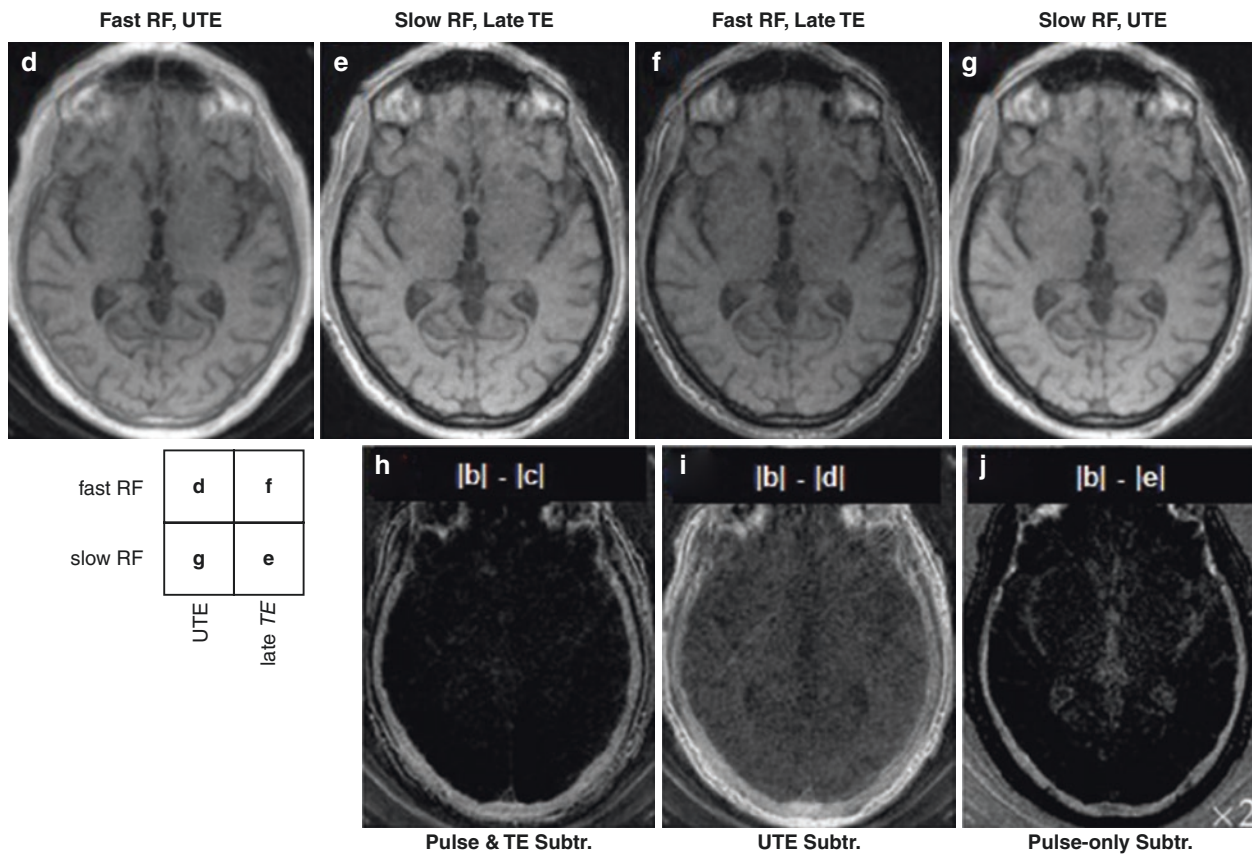 Fast RF, UTE
Slow RF, Late TE
Fast RF, Late TE
Slow RF, UTE
d
e
f
g
fast RF
d
f
slow RF
g
e
UTE
late TE
h
|b| - |c|
i
|b| - |d|
j
|b| - |e|
×2
Pulse & TE Subtr.
UTE Subtr.
Pulse-only Subtr.